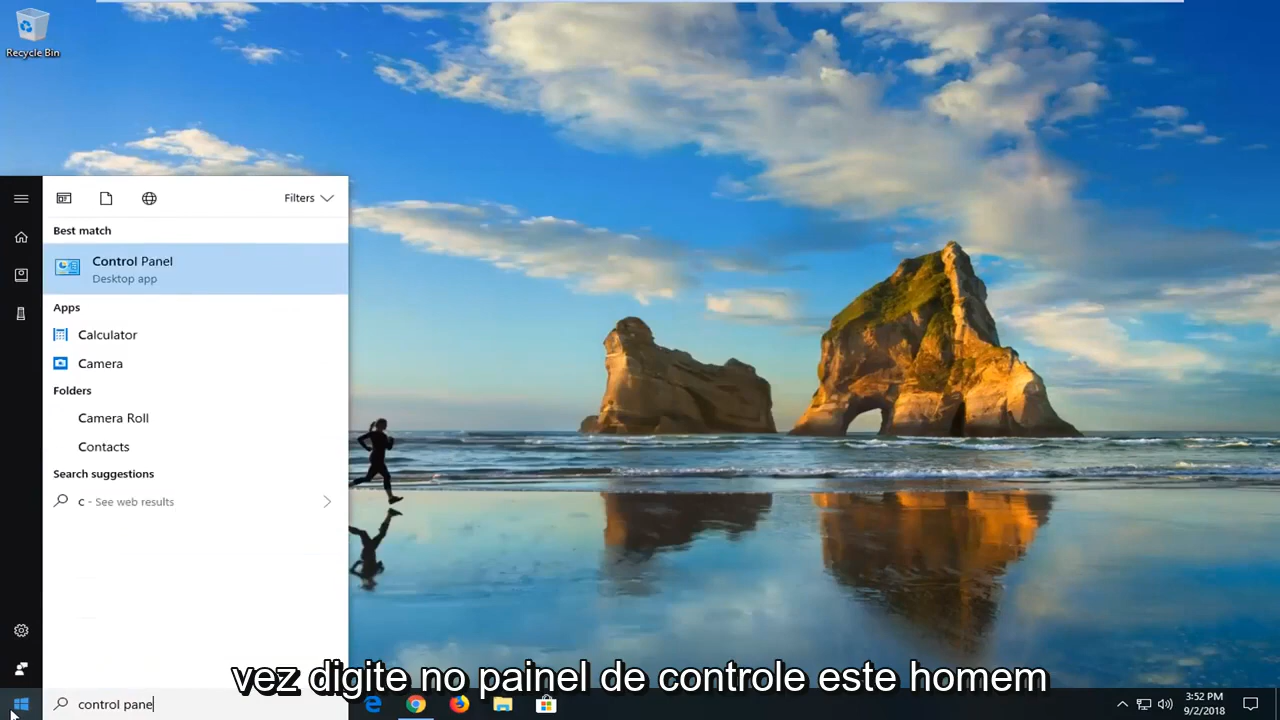 Recycle Bin
Filters
Best match
Control Panel
Desktop app
Apps
Calculator
Camera
Folders
Camera Roll
Contacts
Search suggestions
c - See web results
vez digite no painel de controle este homem
control pane
3:52 PM
9/2/2018